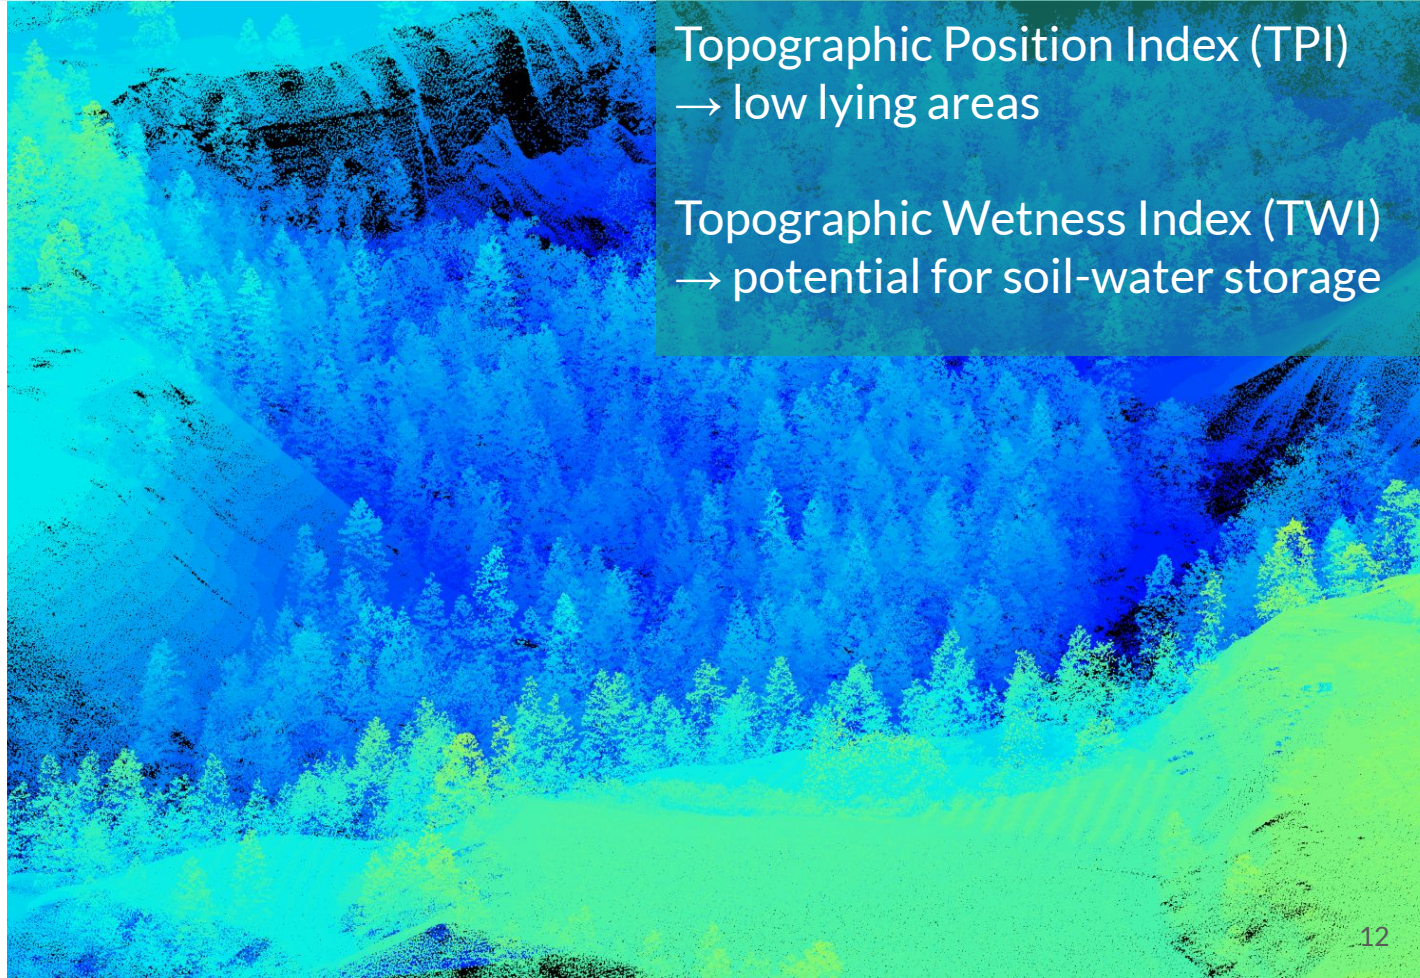 Topographic Position Index (TPI)
→ low lying areas
Topographic Wetness Index (TWI)
→ potential for soil-water storage
12